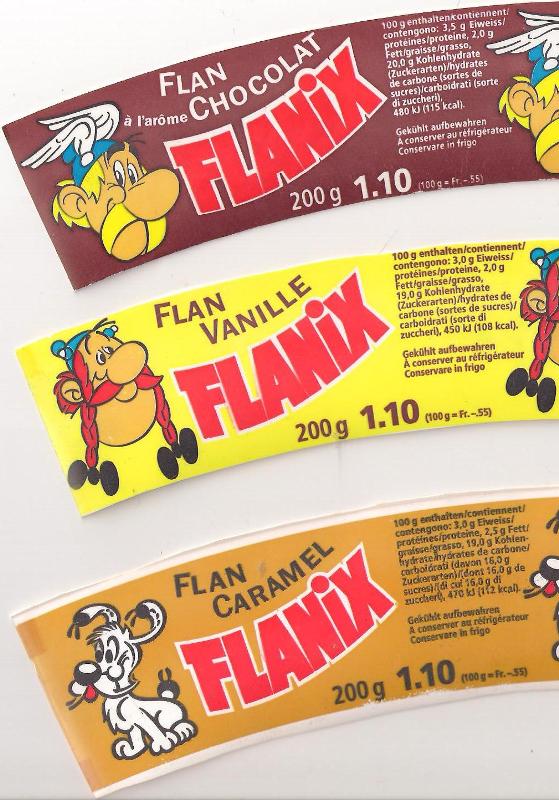 FLAN
à l'arôme CHOCOLAT
FLANiX
200 g 1.10 (100 g = Fr. -.55)
100 g enthalten/contiennent/
contengono: 3,5 g Eiweiss/
protéines/proteine, 2,0 g
Fett/graisse/grasso,
20,0 g Kohlenhydrate
(Zuckerarten)/hydrates
de carbone (sortes de
sucres)/carboidrati (sorte
di zuccheri),
480 kJ (115 kcal).
Gekühlt aufbewahren
A conserver au réfrigérateur
Conservare in frigo
FLAN
VANILLE
FLANiX
200 g 1.10 (100 g = Fr. -.55)
100 g enthalten/contiennent/
contengono: 3,0 g Eiweiss/
protéines/proteine, 2,0 g
Fett/graisse/grasso,
19,0 g Kohlenhydrate
(Zuckerarten)/hydrates de
carbone (sortes de sucres)/
carboidrati (sorte di
zuccheri), 450 kJ (108 kcal).
Gekühlt aufbewahren
A conserver au réfrigérateur
Conservare in frigo
FLAN
CARAMEL
FLANiX
200 g 1.10 (100 g = Fr. -.55)
100 g enthalten/contiennent/
contengono: 3,0 g Eiweiss/
protéines/proteine, 2,5 g Fett/
graisse/grasso, 19,0 g Kohlen-
hydrate/hydrates de carbone/
carboidrati (davon 16,0 g
Zuckerarten)/(dont 16,0 g de
sucres)/(di cui 16,0 g di
zuccheri), 470 kJ (112 kcal).
Gekühlt aufbewahren
A conserver au réfrigérateur
Conservare in frigo